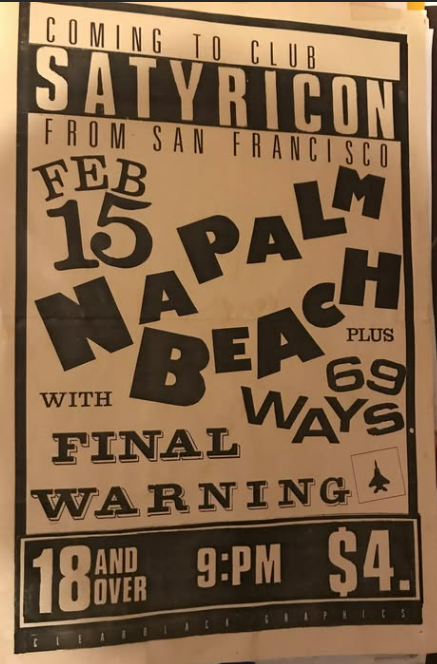 COMING TO CLUB
SATYRICON
FROM SAN FRANCISCO
FEB
15
NAPALM
BEACH
PLUS
69
WAYS
WITH
FINAL
WARNING
18 AND OVER 9:PM $4.
CLEARBLACK GRAPHICS